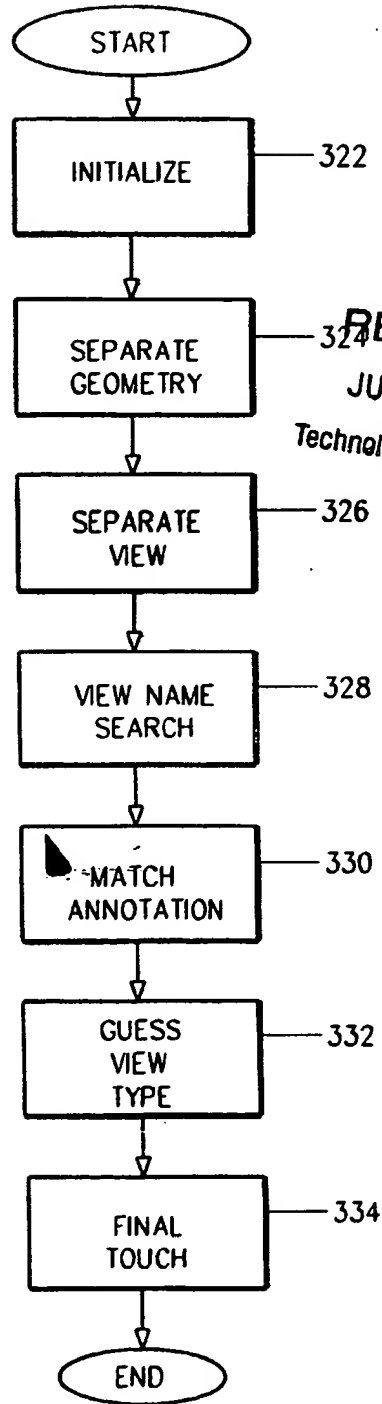 START
INITIALIZE
322
SEPARATE
GEOMETRY
324
SEPARATE
VIEW
326
VIEW NAME
SEARCH
328
MATCH
ANNOTATION
330
GUESS
VIEW
TYPE
332
FINAL
TOUCH
334
END